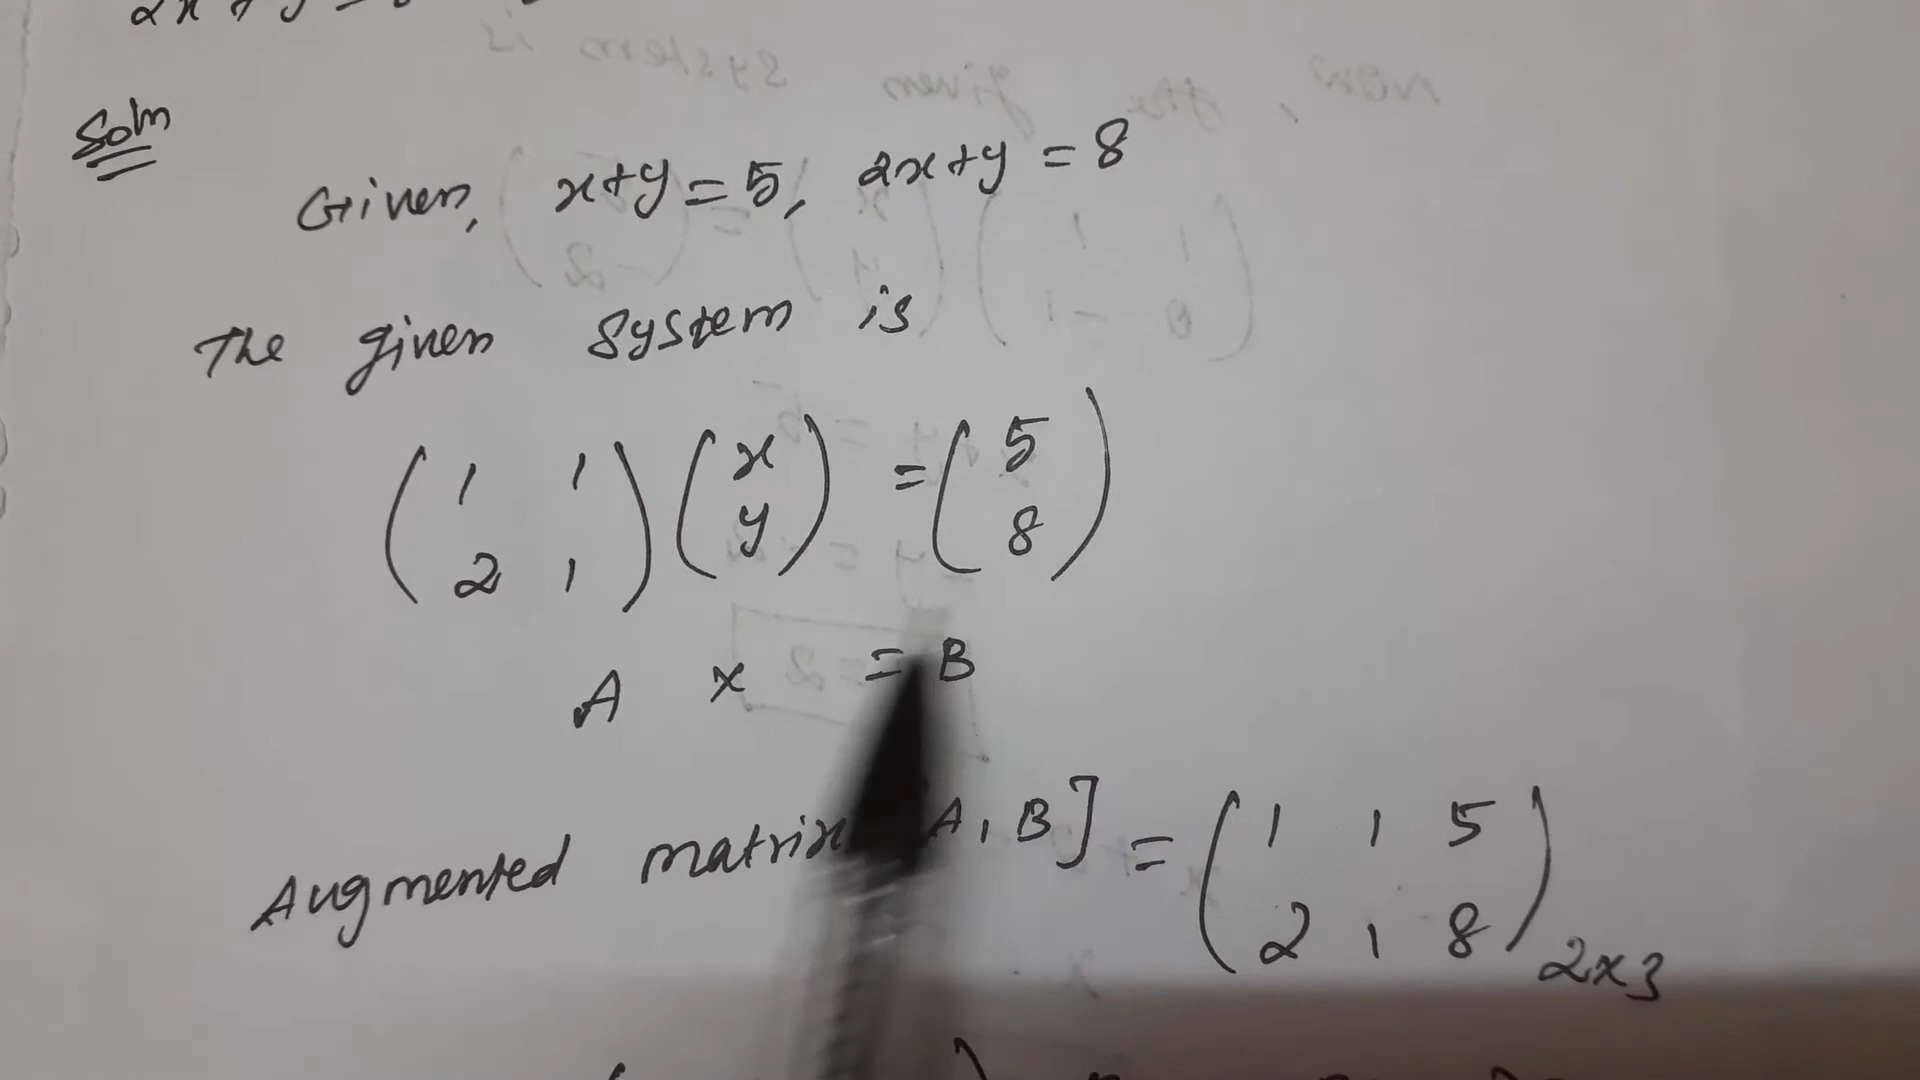 2x + y =
Soln
Given, x+y = 5, 2x+y = 8
The given system is
( 1 1 ) ( x ) = ( 5 )
( 2 1 ) ( y ) ( 8 )
A x = B
Augmented matrix A, B] = ( 1 1 5 )
( 2 1 8 ) 2x3